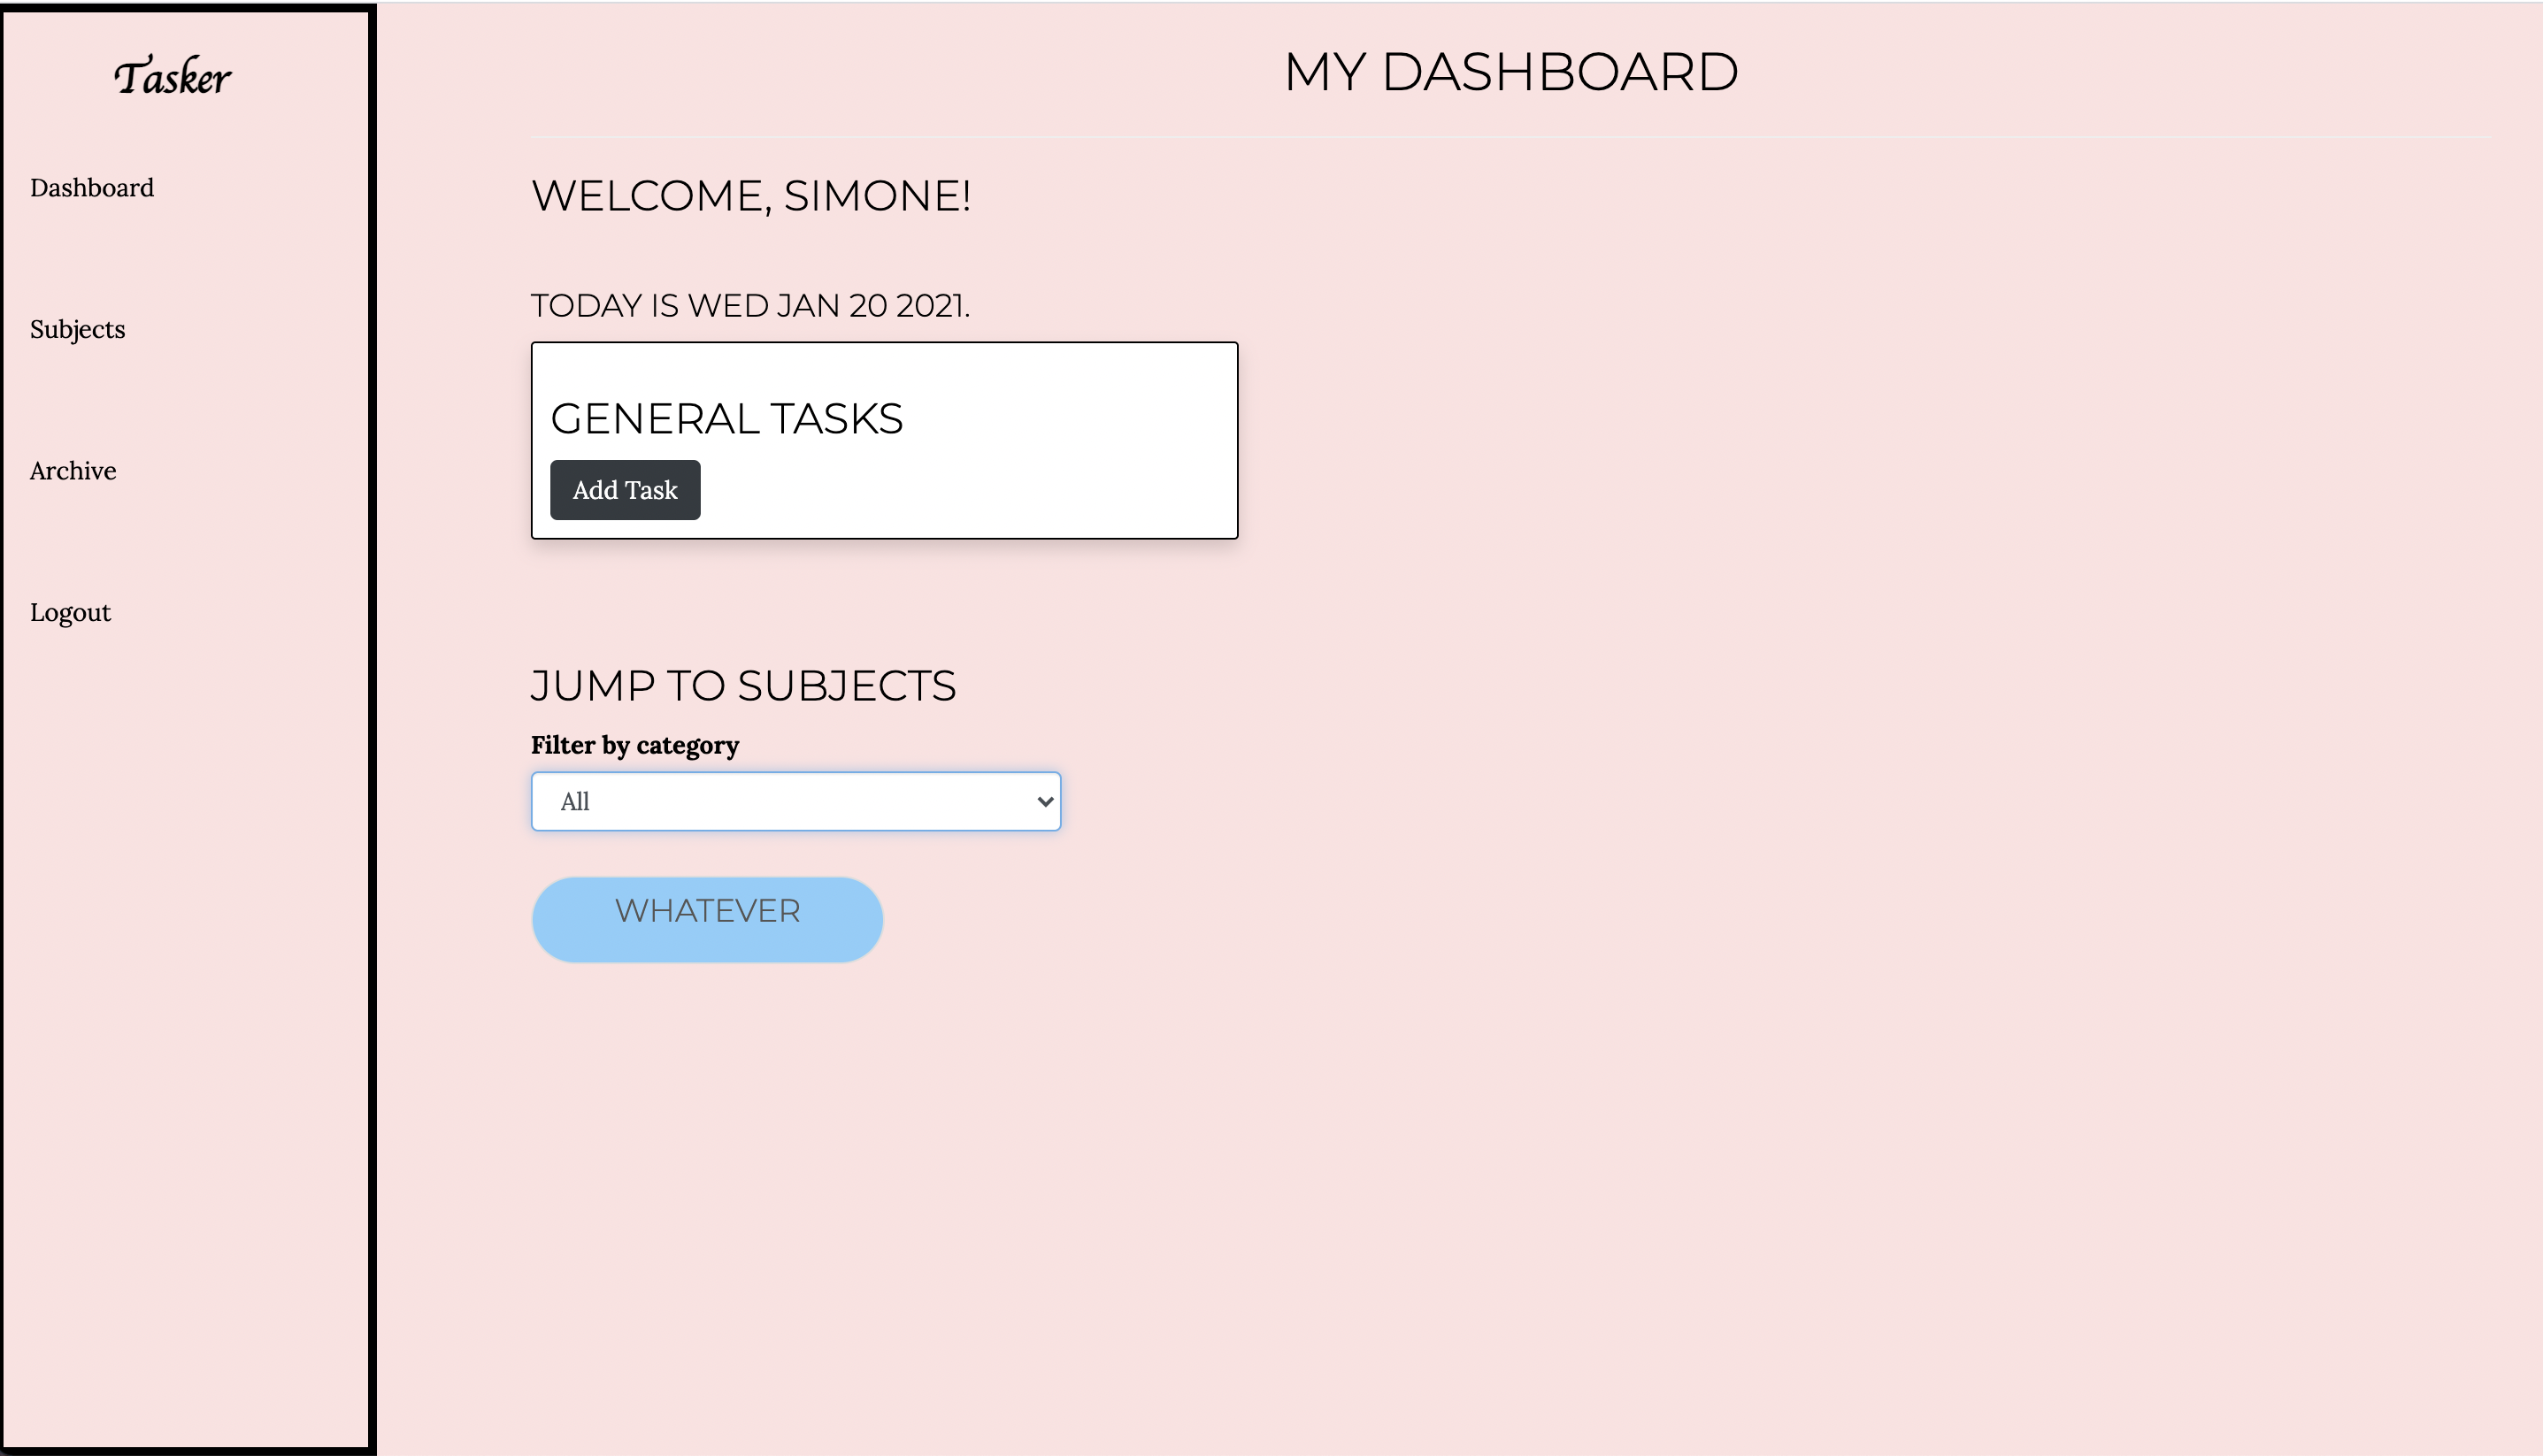 Tasker
Dashboard
Subjects
Archive
Logout
MY DASHBOARD
WELCOME, SIMONE!
TODAY IS WED JAN 20 2021.
GENERAL TASKS
Add Task
JUMP TO SUBJECTS
Filter by category
All
WHATEVER